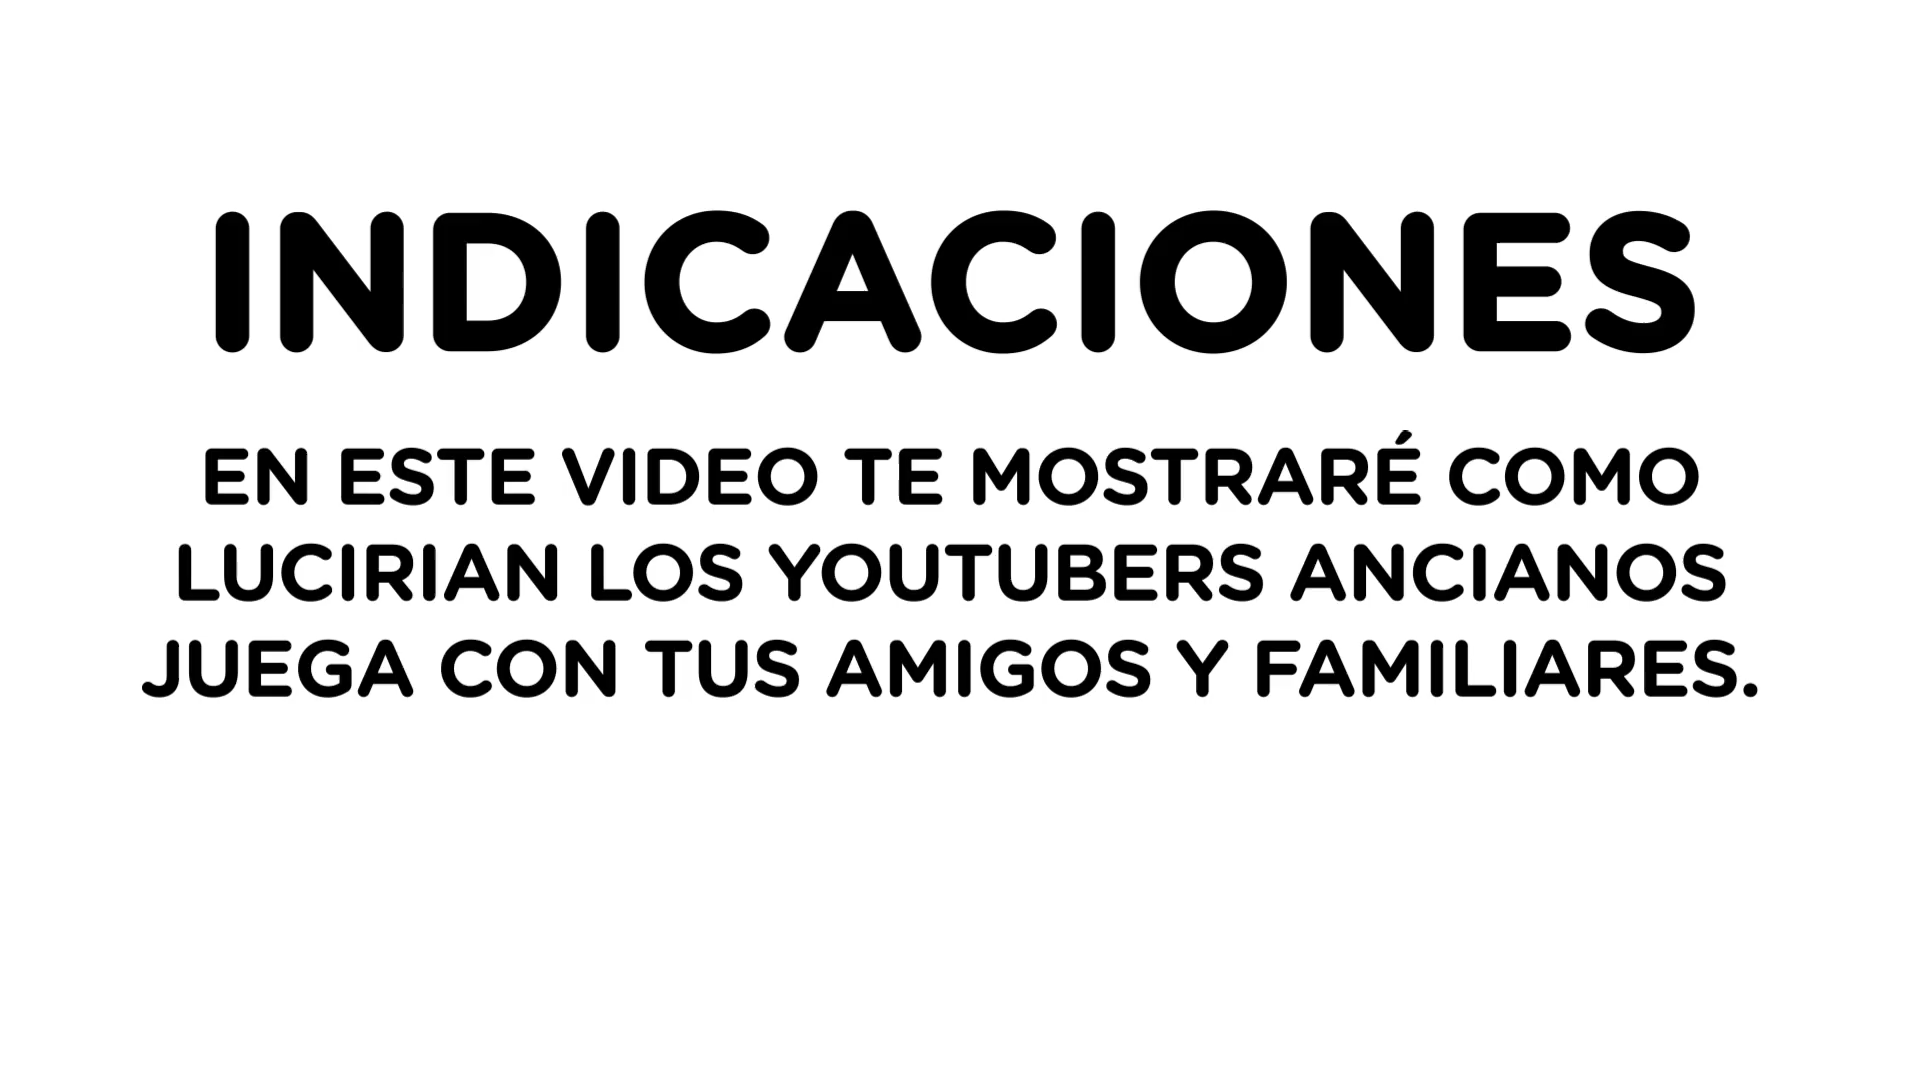 INDICACIONES
EN ESTE VIDEO TE MOSTRARÉ COMO
LUCIRIAN LOS YOUTUBERS ANCIANOS
JUEGA CON TUS AMIGOS Y FAMILIARES.